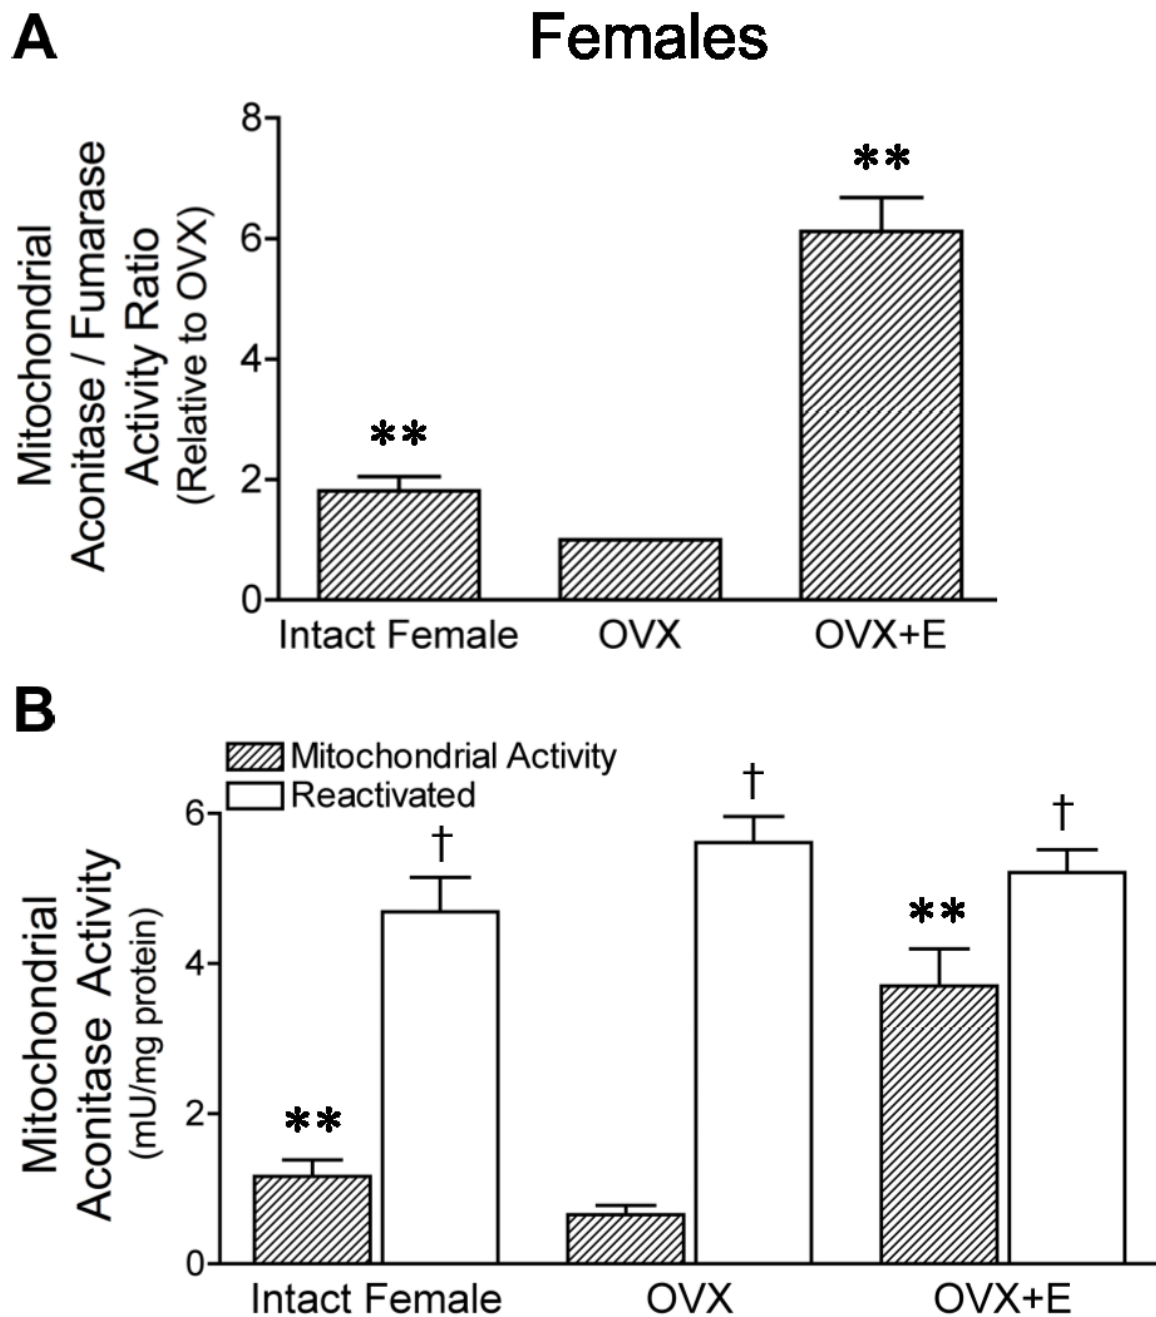 A
Females
Mitochondrial
Aconitase / Fumarase
Activity Ratio
(Relative to OVX)
8
6
4
2
0
**
**
Intact Female
OVX
OVX+E
B
Mitochondrial Activity
Reactivated
Mitochondrial
Aconitase Activity
(mU/mg protein)
6
4
2
0
**
†
†
**
†
Intact Female
OVX
OVX+E